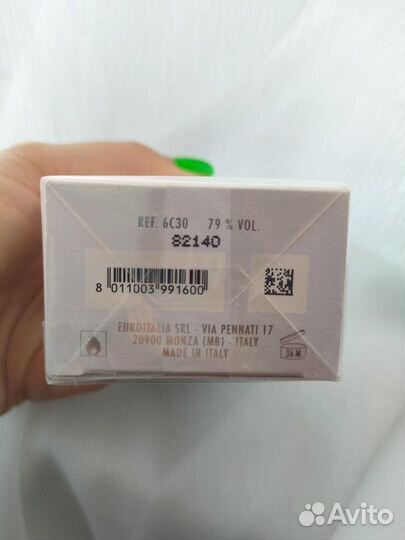 REF. 6C30 79 % VOL.
82140
8 011003 991600
EUROITALIA SRL - VIA PENNATI 17
20900 MONZA (MB) - ITALY
MADE IN ITALY
36 M
Avito